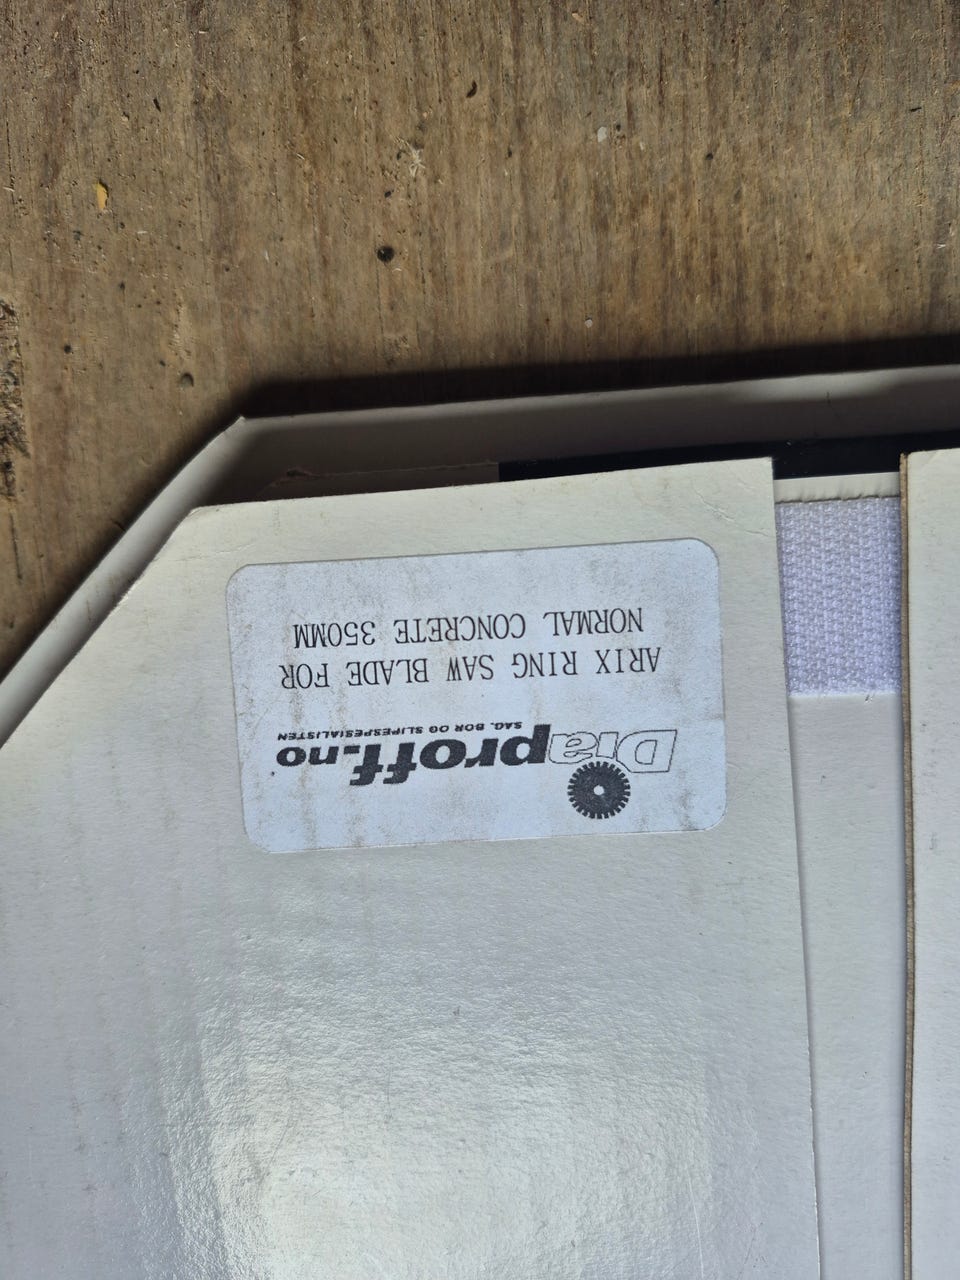 Diaproff.no
SAG. BOR OG SLIPESPESIALISTEN
ARIX RING SAW BLADE FOR
NORMAL CONCRETE 350MM